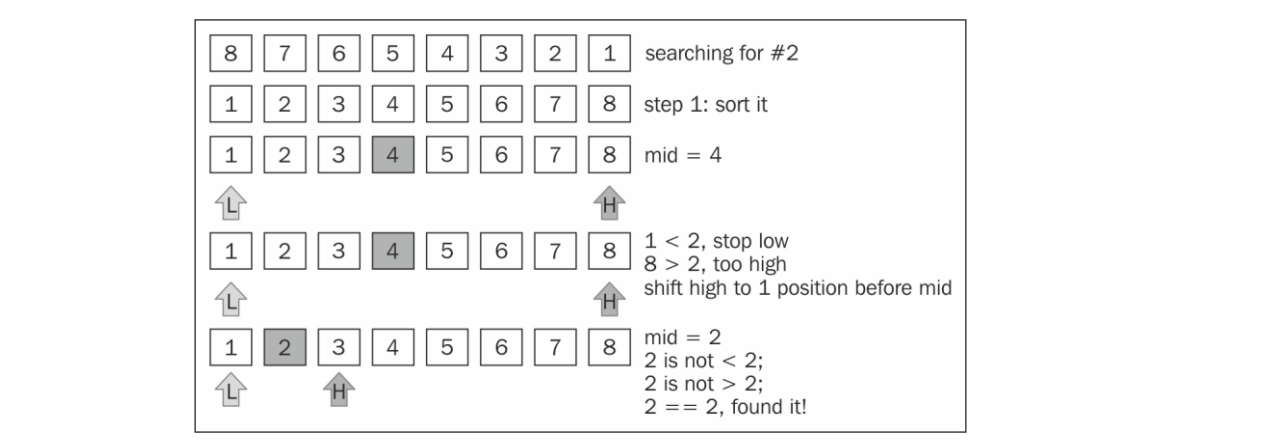 8 7 6 5 4 3 2 1 searching for #2
1 2 3 4 5 6 7 8 step 1: sort it
1 2 3 4 5 6 7 8 mid = 4
L H
1 2 3 4 5 6 7 8 1 < 2, stop low
8 > 2, too high
shift high to 1 position before mid
L H
1 2 3 4 5 6 7 8 mid = 2
2 is not < 2;
2 is not > 2;
L H
2 == 2, found it!